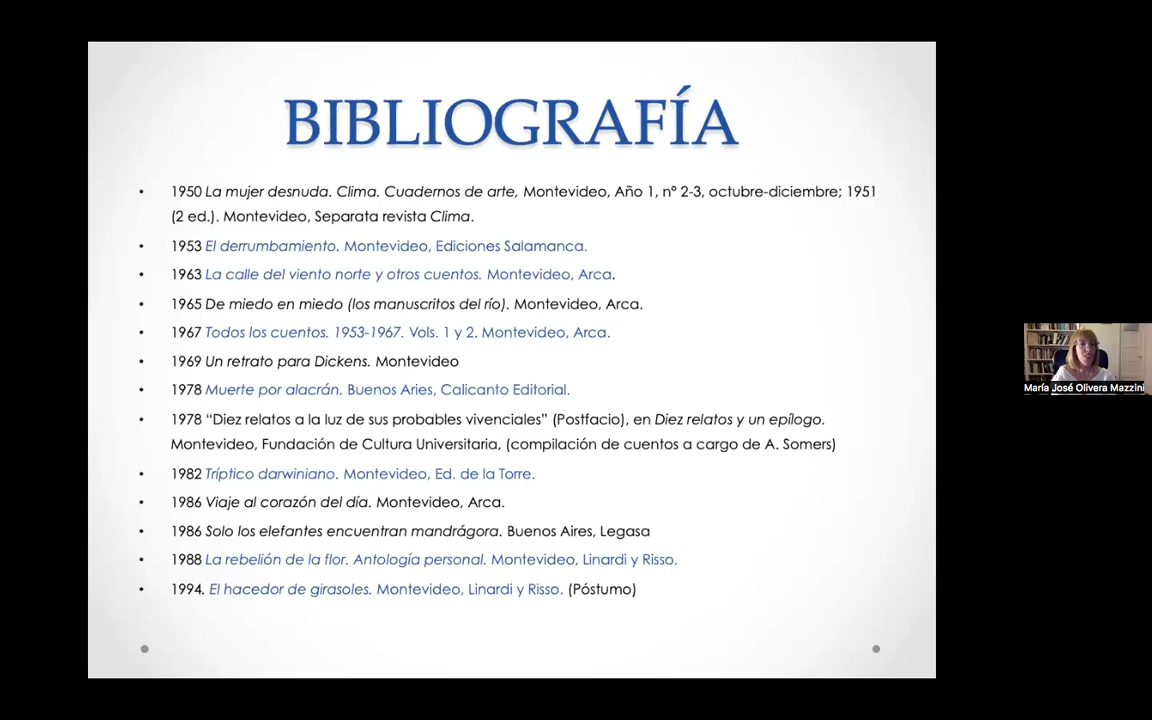 BIBLIOGRAFÍA
• 1950 La mujer desnuda. Clima. Cuadernos de arte, Montevideo, Año 1, nº 2-3, octubre-diciembre; 1951
(2 ed.). Montevideo, Separata revista Clima.
• 1953 El derrumbamiento. Montevideo, Ediciones Salamanca.
• 1963 La calle del viento norte y otros cuentos. Montevideo, Arca.
• 1965 De miedo en miedo (los manuscritos del río). Montevideo, Arca.
• 1967 Todos los cuentos. 1953-1967. Vols. 1 y 2. Montevideo, Arca.
• 1969 Un retrato para Dickens. Montevideo
• 1978 Muerte por alacrán. Buenos Aries, Calicanto Editorial.
• 1978 “Diez relatos a la luz de sus probables vivenciales” (Postfacio), en Diez relatos y un epílogo.
Montevideo, Fundación de Cultura Universitaria, (compilación de cuentos a cargo de A. Somers)
• 1982 Tríptico darwiniano. Montevideo, Ed. de la Torre.
• 1986 Viaje al corazón del día. Montevideo, Arca.
• 1986 Solo los elefantes encuentran mandrágora. Buenos Aires, Legasa
• 1988 La rebelión de la flor. Antología personal. Montevideo, Linardi y Risso.
• 1994. El hacedor de girasoles. Montevideo, Linardi y Risso. (Póstumo)
María José Olivera Mazzini